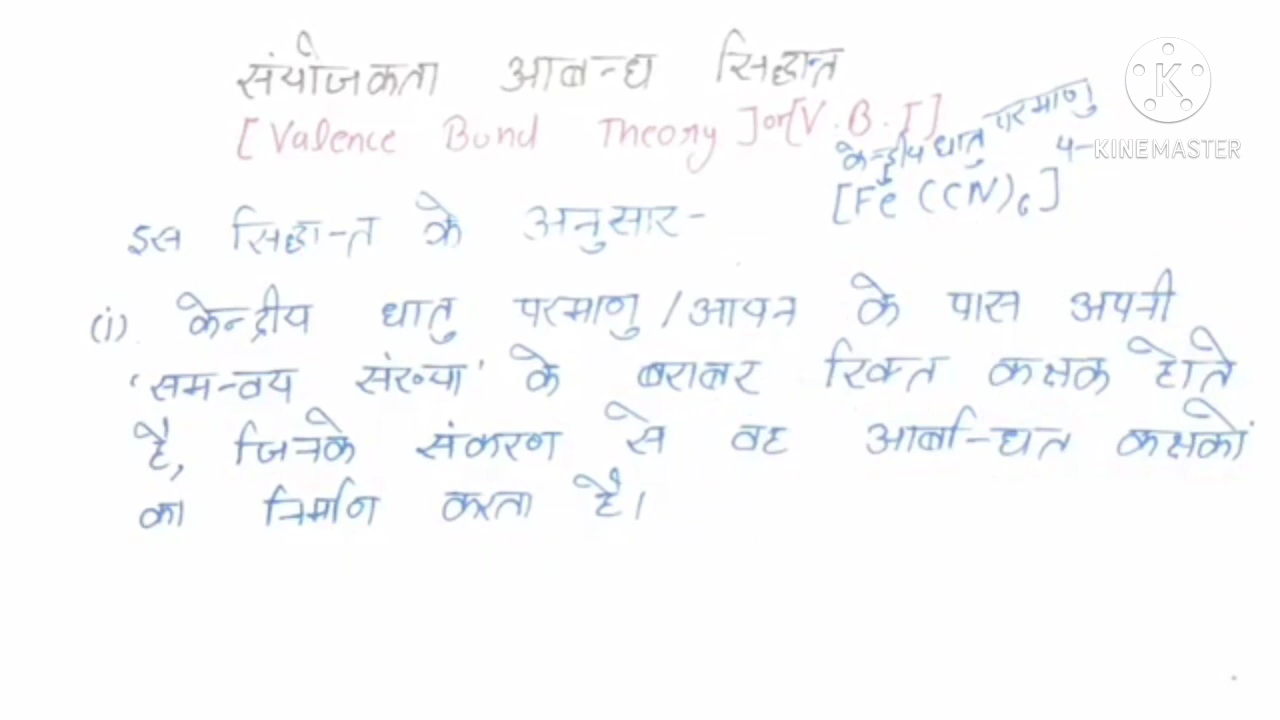 संयोजकता आबन्ध सिद्धान्त
[Valence Bond Theory] or [V.B.T]
केन्द्रीय धातु परमाणु
[Fe(CN)6]4-
KINEMASTER
इस सिद्धान्त के अनुसार-
(i) केन्द्रीय धातु परमाणु/आयन के पास अपनी
'समन्वय संख्या' के बराबर रिक्त कक्षक होते
है, जिनके संकरण से वह आबन्धित कक्षकों
का निर्माण करता है।